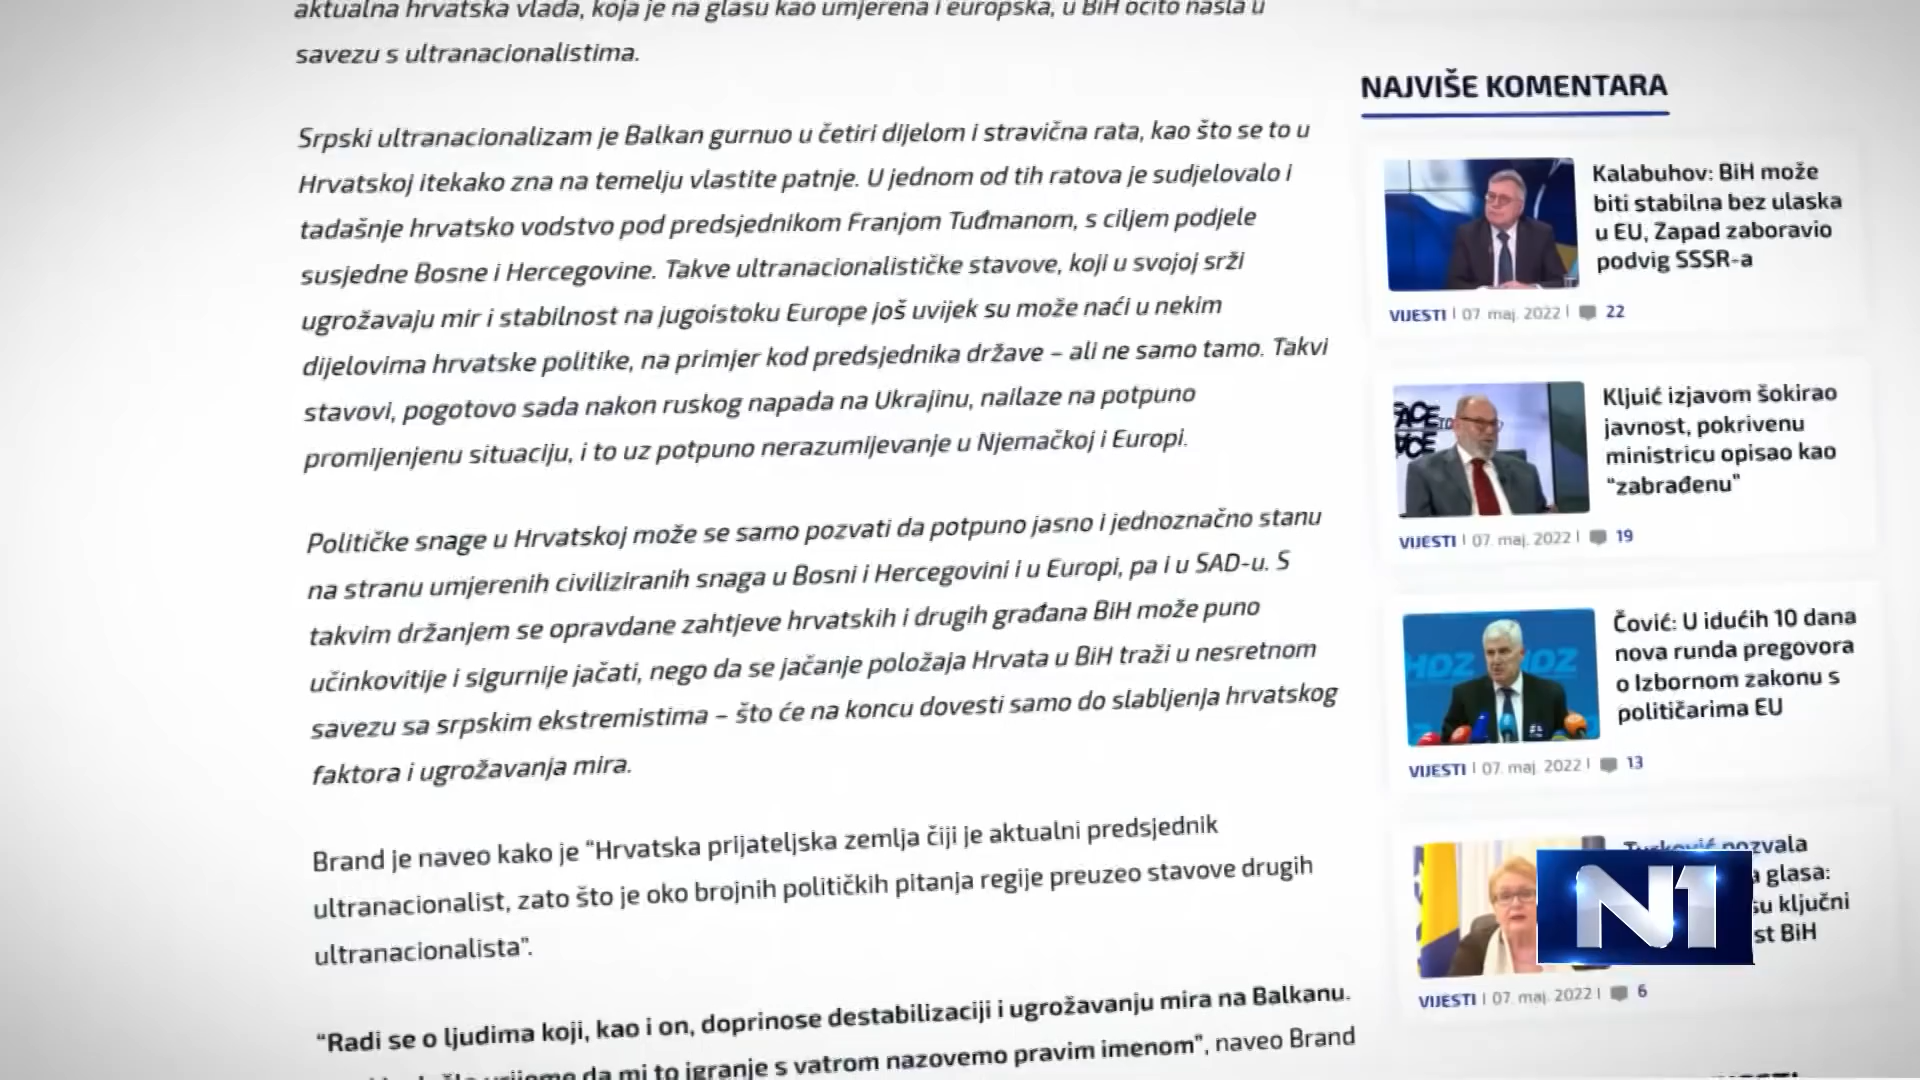 aktualna hrvatska vlada, koja je na glasu kao umjerena i europska, u BiH očito našla u
savezu s ultranacionalistima.
Srpski ultranacionalizam je Balkan gurnuo u četiri dijelom i stravična rata, kao što se to u
Hrvatskoj itekako zna na temelju vlastite patnje. U jednom od tih ratova je sudjelovalo i
tadašnje hrvatsko vodstvo pod predsjednikom Franjom Tuđmanom, s ciljem podjele
susjedne Bosne i Hercegovine. Takve ultranacionalističke stavove, koji u svojoj srži
ugrožavaju mir i stabilnost na jugoistoku Europe još uvijek su može naći u nekim
dijelovima hrvatske politike, na primjer kod predsjednika države – ali ne samo tamo. Takvi
stavovi, pogotovo sada nakon ruskog napada na Ukrajinu, nailaze na potpuno
promijenjenu situaciju, i to uz potpuno nerazumijevanje u Njemačkoj i Europi.
Političke snage u Hrvatskoj može se samo pozvati da potpuno jasno i jednoznačno stanu
na stranu umjerenih civiliziranih snaga u Bosni i Hercegovini i u Europi, pa i u SAD-u. S
takvim držanjem se opravdane zahtjeve hrvatskih i drugih građana BiH može puno
učinkovitije i sigurnije jačati, nego da se jačanje položaja Hrvata u BiH traži u nesretnom
savezu sa srpskim ekstremistima – što će na koncu dovesti samo do slabljenja hrvatskog
faktora i ugrožavanja mira.
Brand je naveo kako je “Hrvatska prijateljska zemlja čiji je aktualni predsjednik
ultranacionalist, zato što je oko brojnih političkih pitanja regije preuzeo stavove drugih
ultranacionalista”.
“Radi se o ljudima koji, kao i on, doprinose destabilizaciji i ugrožavanju mira na Balkanu.
vrijeme da mi to igranje s vatrom nazovemo pravim imenom”, naveo Brand
NAJVIŠE KOMENTARA
Kalabuhov: BiH može
biti stabilna bez ulaska
u EU, Zapad zaboravio
podvig SSSR-a
VIJESTI | 07. maj. 2022 | 22
Kljuić izjavom šokirao
javnost, pokrivenu
ministricu opisao kao
“zabrađenu”
VIJESTI | 07. maj. 2022 | 19
HDZ HDZ
Čović: U idućih 10 dana
nova runda pregovora
o Izbornom zakonu s
političarima EU
VIJESTI | 07. maj. 2022 | 13
Turković pozvala
glasa:
su ključni
BiH
N1
VIJESTI | 07. maj. 2022 | 6